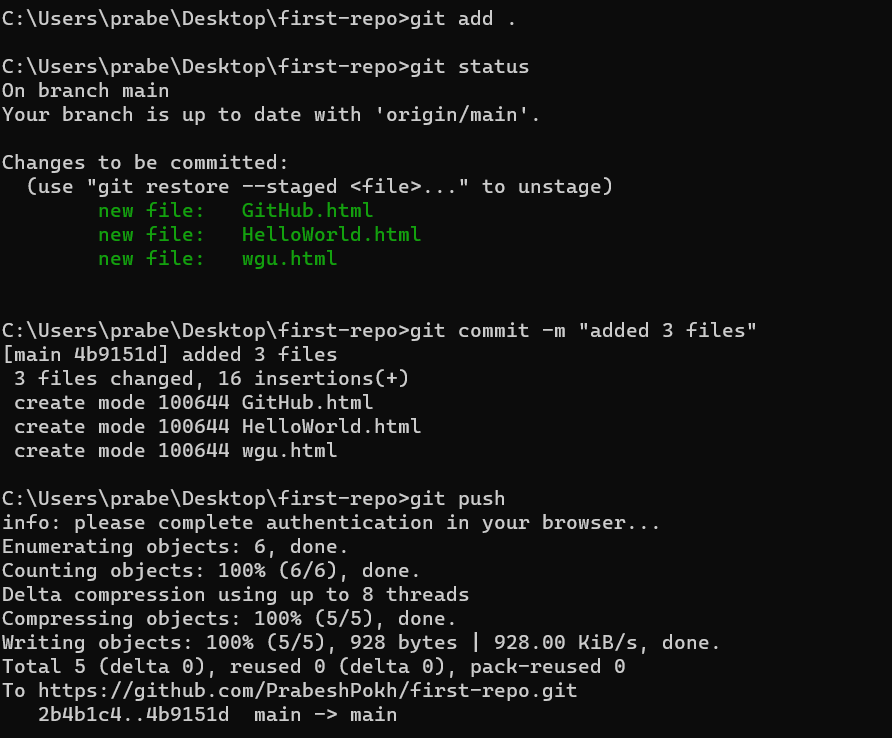 C:\Users\prabe\Desktop\first-repo>git add .
C:\Users\prabe\Desktop\first-repo>git status
On branch main
Your branch is up to date with 'origin/main'.
Changes to be committed:
  (use "git restore --staged <file>..." to unstage)
        new file:   GitHub.html
        new file:   HelloWorld.html
        new file:   wgu.html
C:\Users\prabe\Desktop\first-repo>git commit -m "added 3 files"
[main 4b9151d] added 3 files
 3 files changed, 16 insertions(+)
 create mode 100644 GitHub.html
 create mode 100644 HelloWorld.html
 create mode 100644 wgu.html
C:\Users\prabe\Desktop\first-repo>git push
info: please complete authentication in your browser...
Enumerating objects: 6, done.
Counting objects: 100% (6/6), done.
Delta compression using up to 8 threads
Compressing objects: 100% (5/5), done.
Writing objects: 100% (5/5), 928 bytes | 928.00 KiB/s, done.
Total 5 (delta 0), reused 0 (delta 0), pack-reused 0
To https://github.com/PrabeshPokh/first-repo.git
   2b4b1c4..4b9151d  main -> main